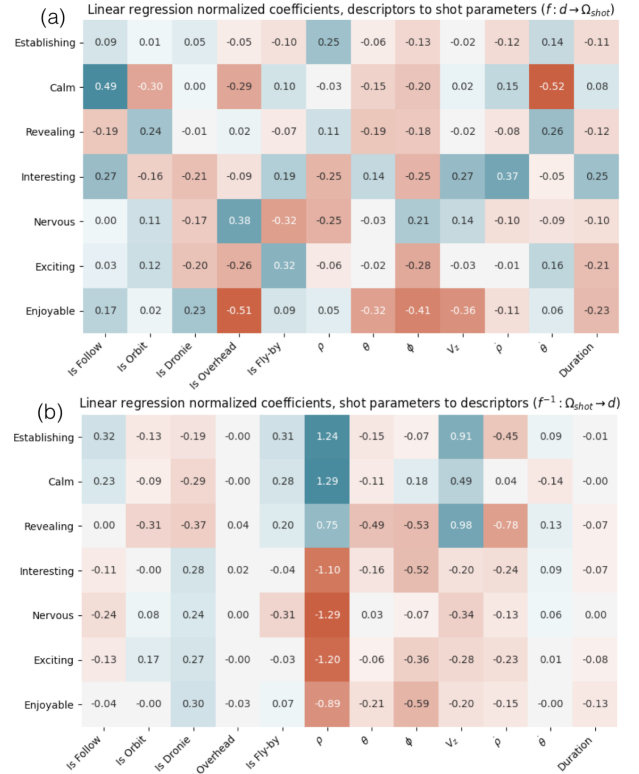 (a)
Linear regression normalized coefficients, descriptors to shot parameters (f : d → Ω_shot)
Establishing 0.09 0.01 0.05 -0.05 -0.10 0.25 -0.06 -0.13 -0.02 -0.12 0.14 -0.11
Calm 0.49 -0.30 0.00 -0.29 0.10 -0.03 -0.15 -0.20 0.02 0.15 -0.52 0.08
Revealing -0.19 0.24 -0.01 0.02 -0.07 0.11 -0.19 -0.18 -0.02 -0.08 0.26 -0.12
Interesting 0.27 -0.16 -0.21 -0.09 0.19 -0.25 0.14 -0.25 0.27 0.37 -0.05 0.25
Nervous 0.00 0.11 -0.17 0.38 -0.32 -0.25 -0.03 0.21 0.14 -0.10 -0.09 -0.10
Exciting 0.03 0.12 -0.20 -0.26 0.32 -0.06 -0.02 -0.28 -0.03 -0.01 0.16 -0.21
Enjoyable 0.17 0.02 0.23 -0.51 0.09 0.05 -0.32 -0.41 -0.36 -0.11 0.06 -0.23
Is Follow Is Orbit Is Dronie Is Overhead Is Fly-by ρ θ ϕ V_z ρ̇ θ̇ Duration
(b)
Linear regression normalized coefficients, shot parameters to descriptors (f⁻¹ : Ω_shot → d)
Establishing 0.32 -0.13 -0.19 -0.00 0.31 1.24 -0.15 -0.07 0.91 -0.45 0.09 -0.01
Calm 0.23 -0.09 -0.29 -0.00 0.28 1.29 -0.11 0.18 0.49 0.04 -0.14 -0.00
Revealing 0.00 -0.31 -0.37 0.04 0.20 0.75 -0.49 -0.53 0.98 -0.78 0.13 -0.07
Interesting -0.11 -0.00 0.28 0.02 -0.04 -1.10 -0.16 -0.52 -0.20 -0.24 0.09 -0.07
Nervous -0.24 0.08 0.24 0.00 -0.31 -1.29 0.03 -0.07 -0.34 -0.13 0.06 0.00
Exciting -0.13 0.17 0.27 -0.00 -0.03 -1.20 -0.06 -0.36 -0.28 -0.23 0.01 -0.08
Enjoyable -0.04 -0.00 0.30 -0.03 0.07 -0.89 -0.21 -0.59 -0.20 -0.15 -0.00 -0.13
Is Follow Is Orbit Is Dronie Overhead Is Fly-by ρ θ ϕ V_z ρ̇ θ̇ Duration